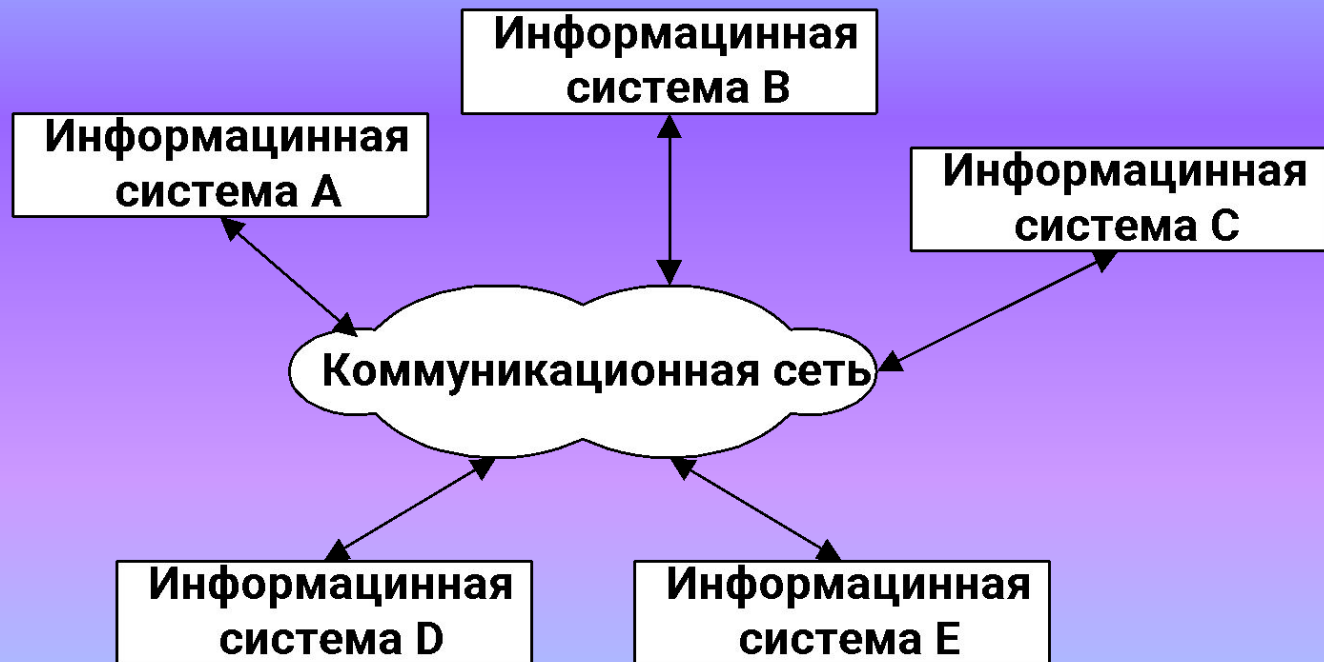 Информацинная
система B
Информацинная
система A
Информацинная
система C
Коммуникационная сеть
Информацинная
система D
Информацинная
система E